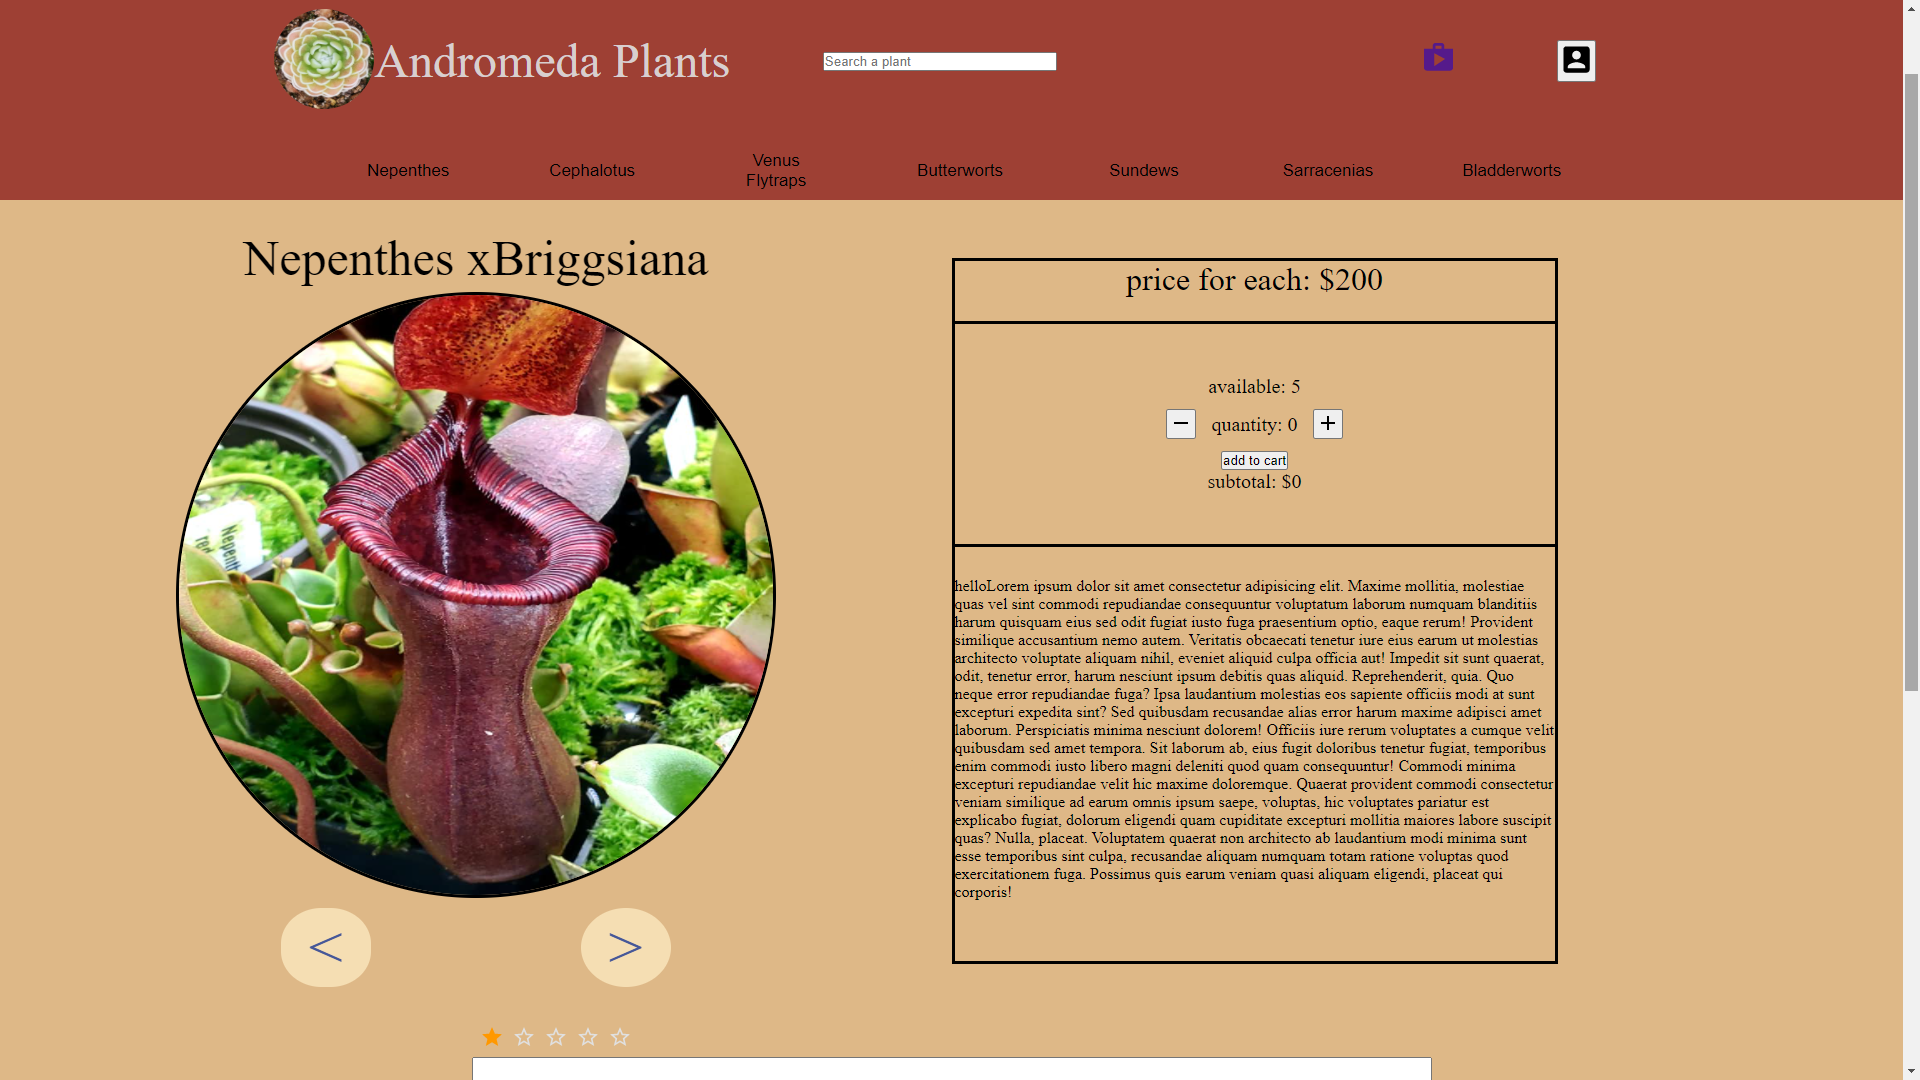 Andromeda Plants
Search a plant
Nepenthes
Cephalotus
Venus
Flytraps
Butterworts
Sundews
Sarracenias
Bladderworts
Nepenthes xBriggsiana
price for each: $200
available: 5
− quantity: 0 +
add to cart
subtotal: $0
helloLorem ipsum dolor sit amet consectetur adipisicing elit. Maxime mollitia, molestiae
quas vel sint commodi repudiandae consequuntur voluptatum laborum numquam blanditiis
harum quisquam eius sed odit fugiat iusto fuga praesentium optio, eaque rerum! Provident
similique accusantium nemo autem. Veritatis obcaecati tenetur iure eius earum ut molestias
architecto voluptate aliquam nihil, eveniet aliquid culpa officia aut! Impedit sit sunt quaerat,
odit, tenetur error, harum nesciunt ipsum debitis quas aliquid. Reprehenderit, quia. Quo
neque error repudiandae fuga? Ipsa laudantium molestias eos sapiente officiis modi at sunt
excepturi expedita sint? Sed quibusdam recusandae alias error harum maxime adipisci amet
laborum. Perspiciatis minima nesciunt dolorem! Officiis iure rerum voluptates a cumque velit
quibusdam sed amet tempora. Sit laborum ab, eius fugit doloribus tenetur fugiat, temporibus
enim commodi iusto libero magni deleniti quod quam consequuntur! Commodi minima
excepturi repudiandae velit hic maxime doloremque. Quaerat provident commodi consectetur
veniam similique ad earum omnis ipsum saepe, voluptas, hic voluptates pariatur est
explicabo fugiat, dolorum eligendi quam cupiditate excepturi mollitia maiores labore suscipit
quas? Nulla, placeat. Voluptatem quaerat non architecto ab laudantium modi minima sunt
esse temporibus sint culpa, recusandae aliquam numquam totam ratione voluptas quod
exercitationem fuga. Possimus quis earum veniam quasi aliquam eligendi, placeat qui
corporis!
< >